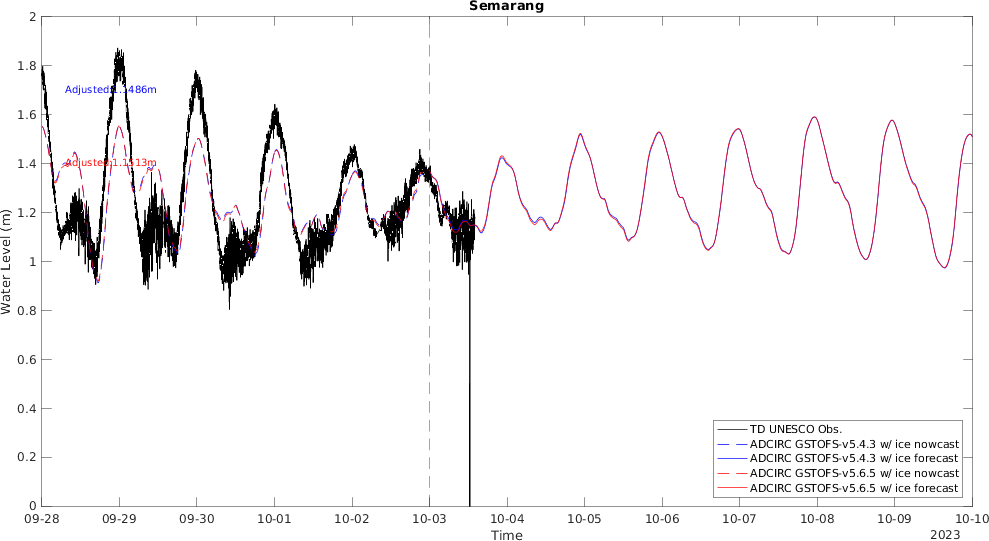 Semarang
2
1.8
1.6
1.4
1.2
1
0.8
0.6
0.4
0.2
0
Water Level (m)
Adjusted:1.1486m
Adjusted:1.1513m
TD UNESCO Obs.
ADCIRC GSTOFS-v5.4.3 w/ ice nowcast
ADCIRC GSTOFS-v5.4.3 w/ ice forecast
ADCIRC GSTOFS-v5.6.5 w/ ice nowcast
ADCIRC GSTOFS-v5.6.5 w/ ice forecast
09-28 09-29 09-30 10-01 10-02 10-03 10-04 10-05 10-06 10-07 10-08 10-09 10-10
Time
2023